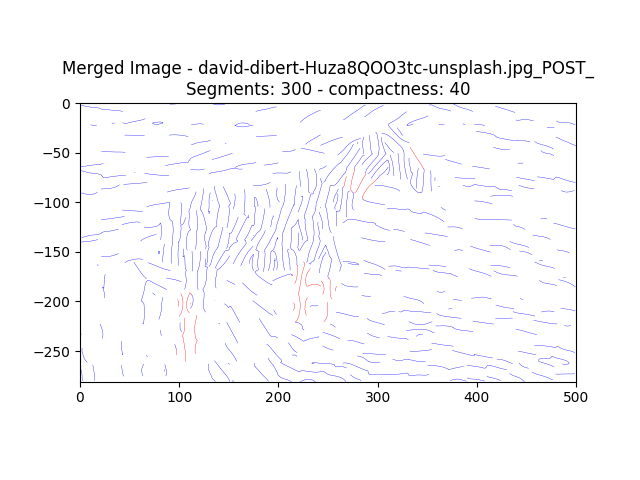 Merged Image - david-dibert-Huza8QOO3tc-unsplash.jpg_POST_
Segments: 300 - compactness: 40
0
−50
−100
−150
−200
−250
0 100 200 300 400 500